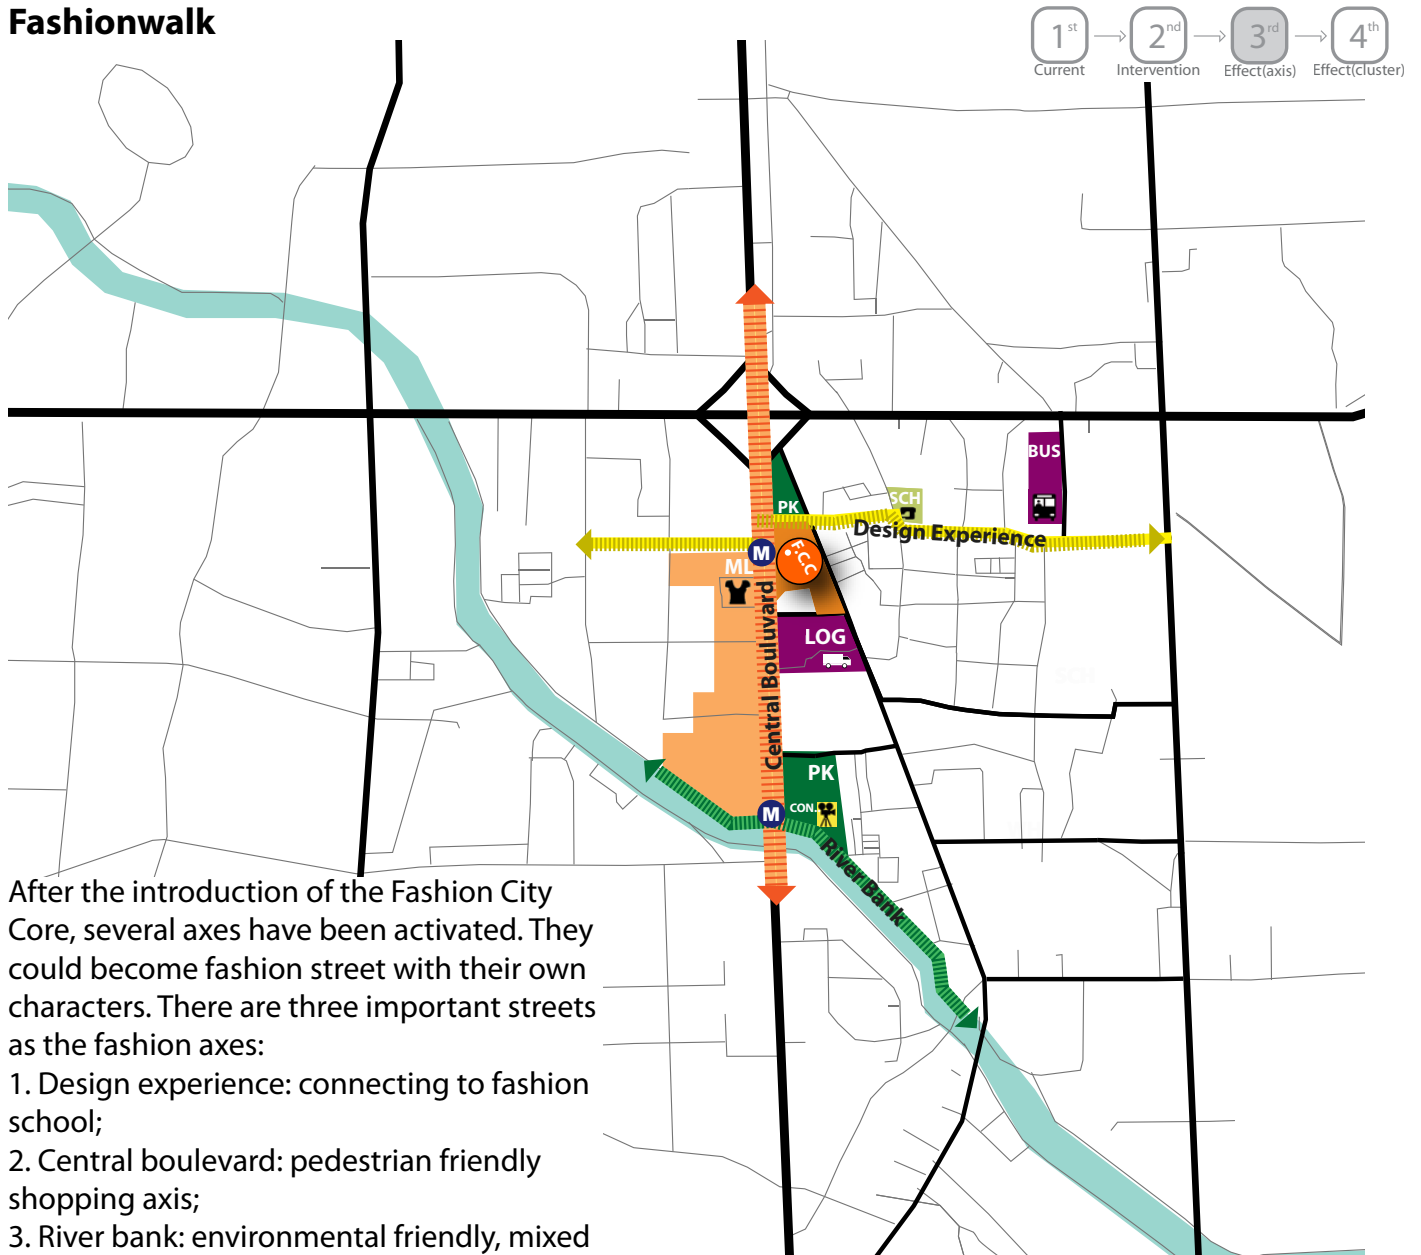 Fashionwalk
1st
2nd
3rd
4th
Current
Intervention
Effect(axis)
Effect(cluster)
BUS
SCH
PK
Design Experience
M
F.C.C
ML
LOG
Central Bouluvard
SCH
PK
CON.
M
River Bank
After the introduction of the Fashion City
Core, several axes have been activated. They
could become fashion street with their own
characters. There are three important streets
as the fashion axes:
1. Design experience: connecting to fashion
school;
2. Central boulevard: pedestrian friendly
shopping axis;
3. River bank: environmental friendly, mixed